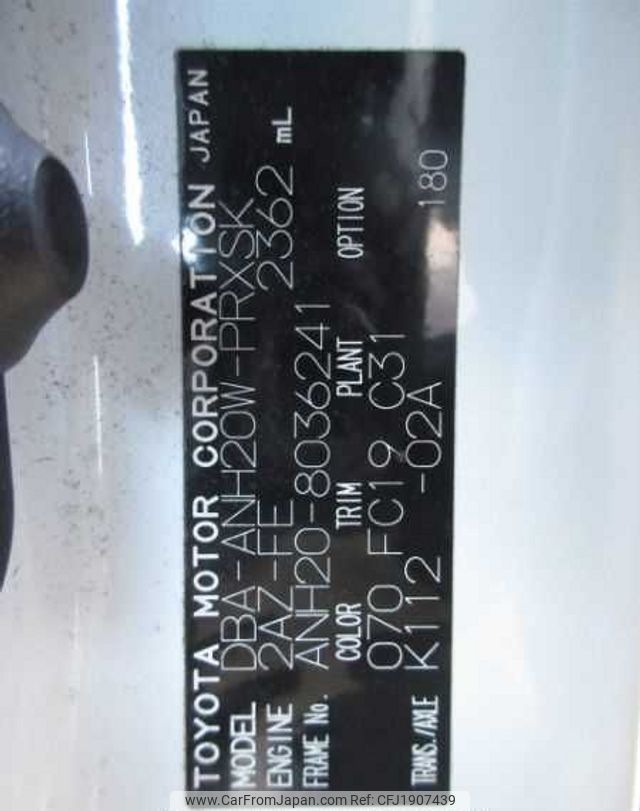 TOYOTA MOTOR CORPORATION JAPAN
MODEL DBA-ANH20W-PRXSK
ENGINE 2AZ-FE 2362 mL
FRAME No. ANH20-8036241
COLOR TRIM PLANT OPTION
070 FC19 C31
TRANS./AXLE K112 -02A 180
www.CarFromJapan.com Car Ref: CFJ1907439